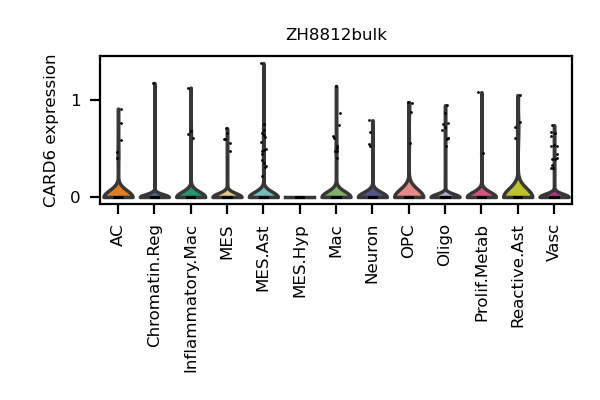 ZH8812bulk
CARD6 expression
1
0
AC
Chromatin.Reg
Inflammatory.Mac
MES
MES.Ast
MES.Hyp
Mac
Neuron
OPC
Oligo
Prolif.Metab
Reactive.Ast
Vasc